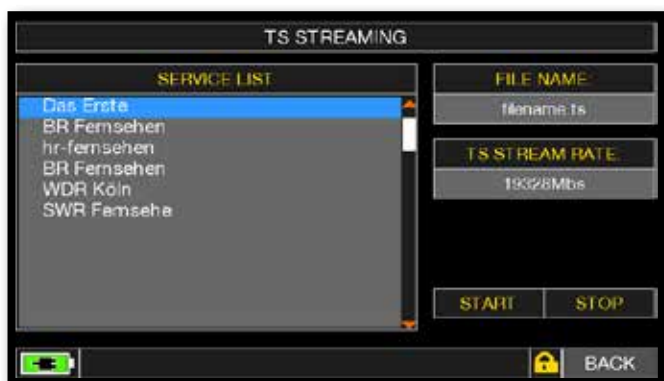 TS STREAMING
SERVICE LIST
Das Erste
BR Fernsehen
hr-fernsehen
BR Fernsehen
WDR Köln
SWR Fernsehe
FILE NAME:
filename.ts
TS STREAM RATE:
19328Mbs
START
STOP
BACK